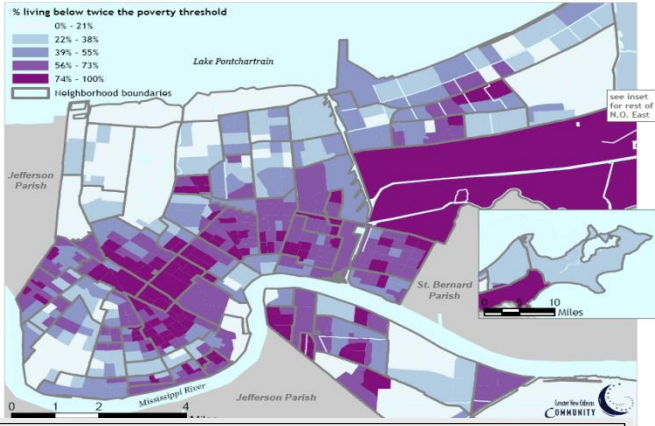 % living below twice the poverty threshold
0% - 21%
22% - 38%
39% - 55%
56% - 73%
74% - 100%
Neighborhood boundaries
Lake Pontchartrain
see inset
for rest of
N.O. East
Jefferson
Parish
St. Bernard
Parish
0 5 10
Miles
Mississippi River
Jefferson Parish
0 1 2 4
Miles
Greater New Orleans
COMMUNITY